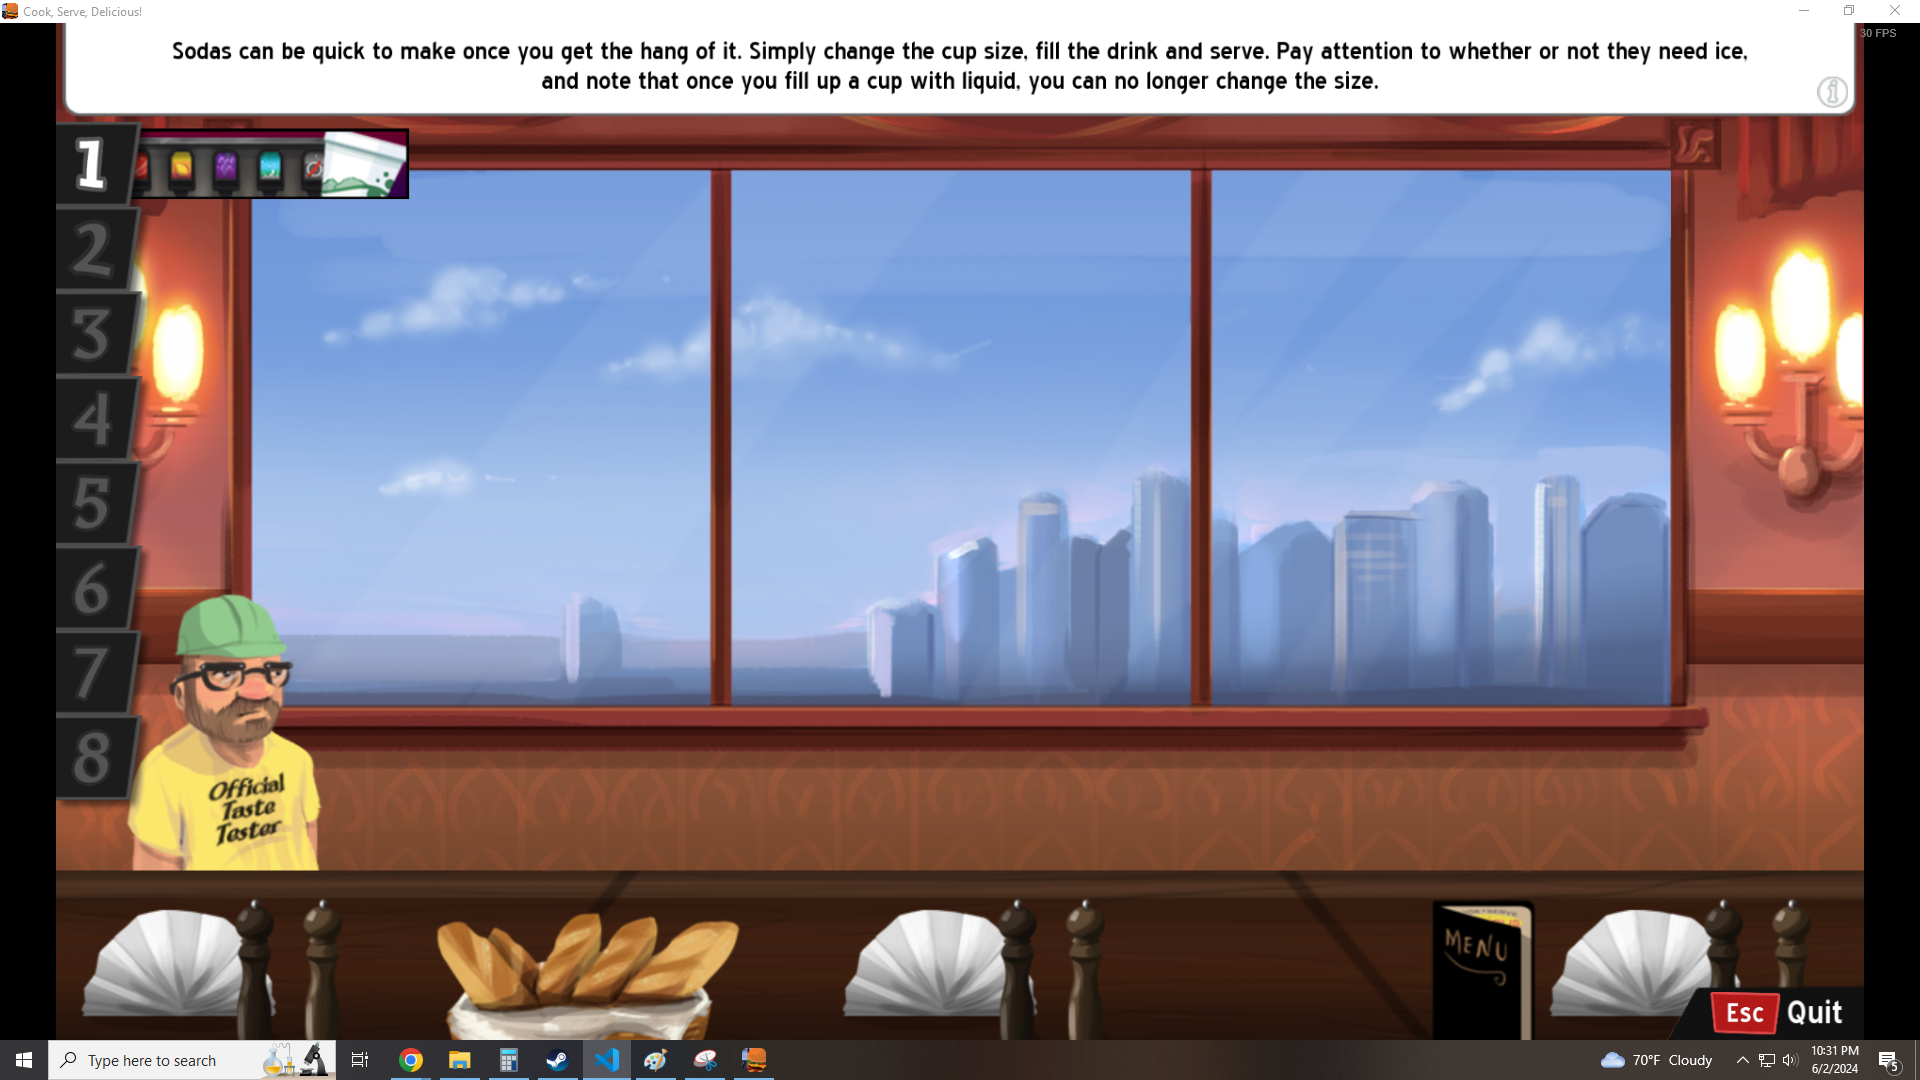 Cook, Serve, Delicious!
30 FPS
Sodas can be quick to make once you get the hang of it. Simply change the cup size, fill the drink and serve. Pay attention to whether or not they need ice,
and note that once you fill up a cup with liquid, you can no longer change the size.
1
2
3
4
5
6
7
8
Official
Taste
Tester
MENU
Esc Quit
Type here to search
70°F Cloudy
10:31 PM
6/2/2024
5